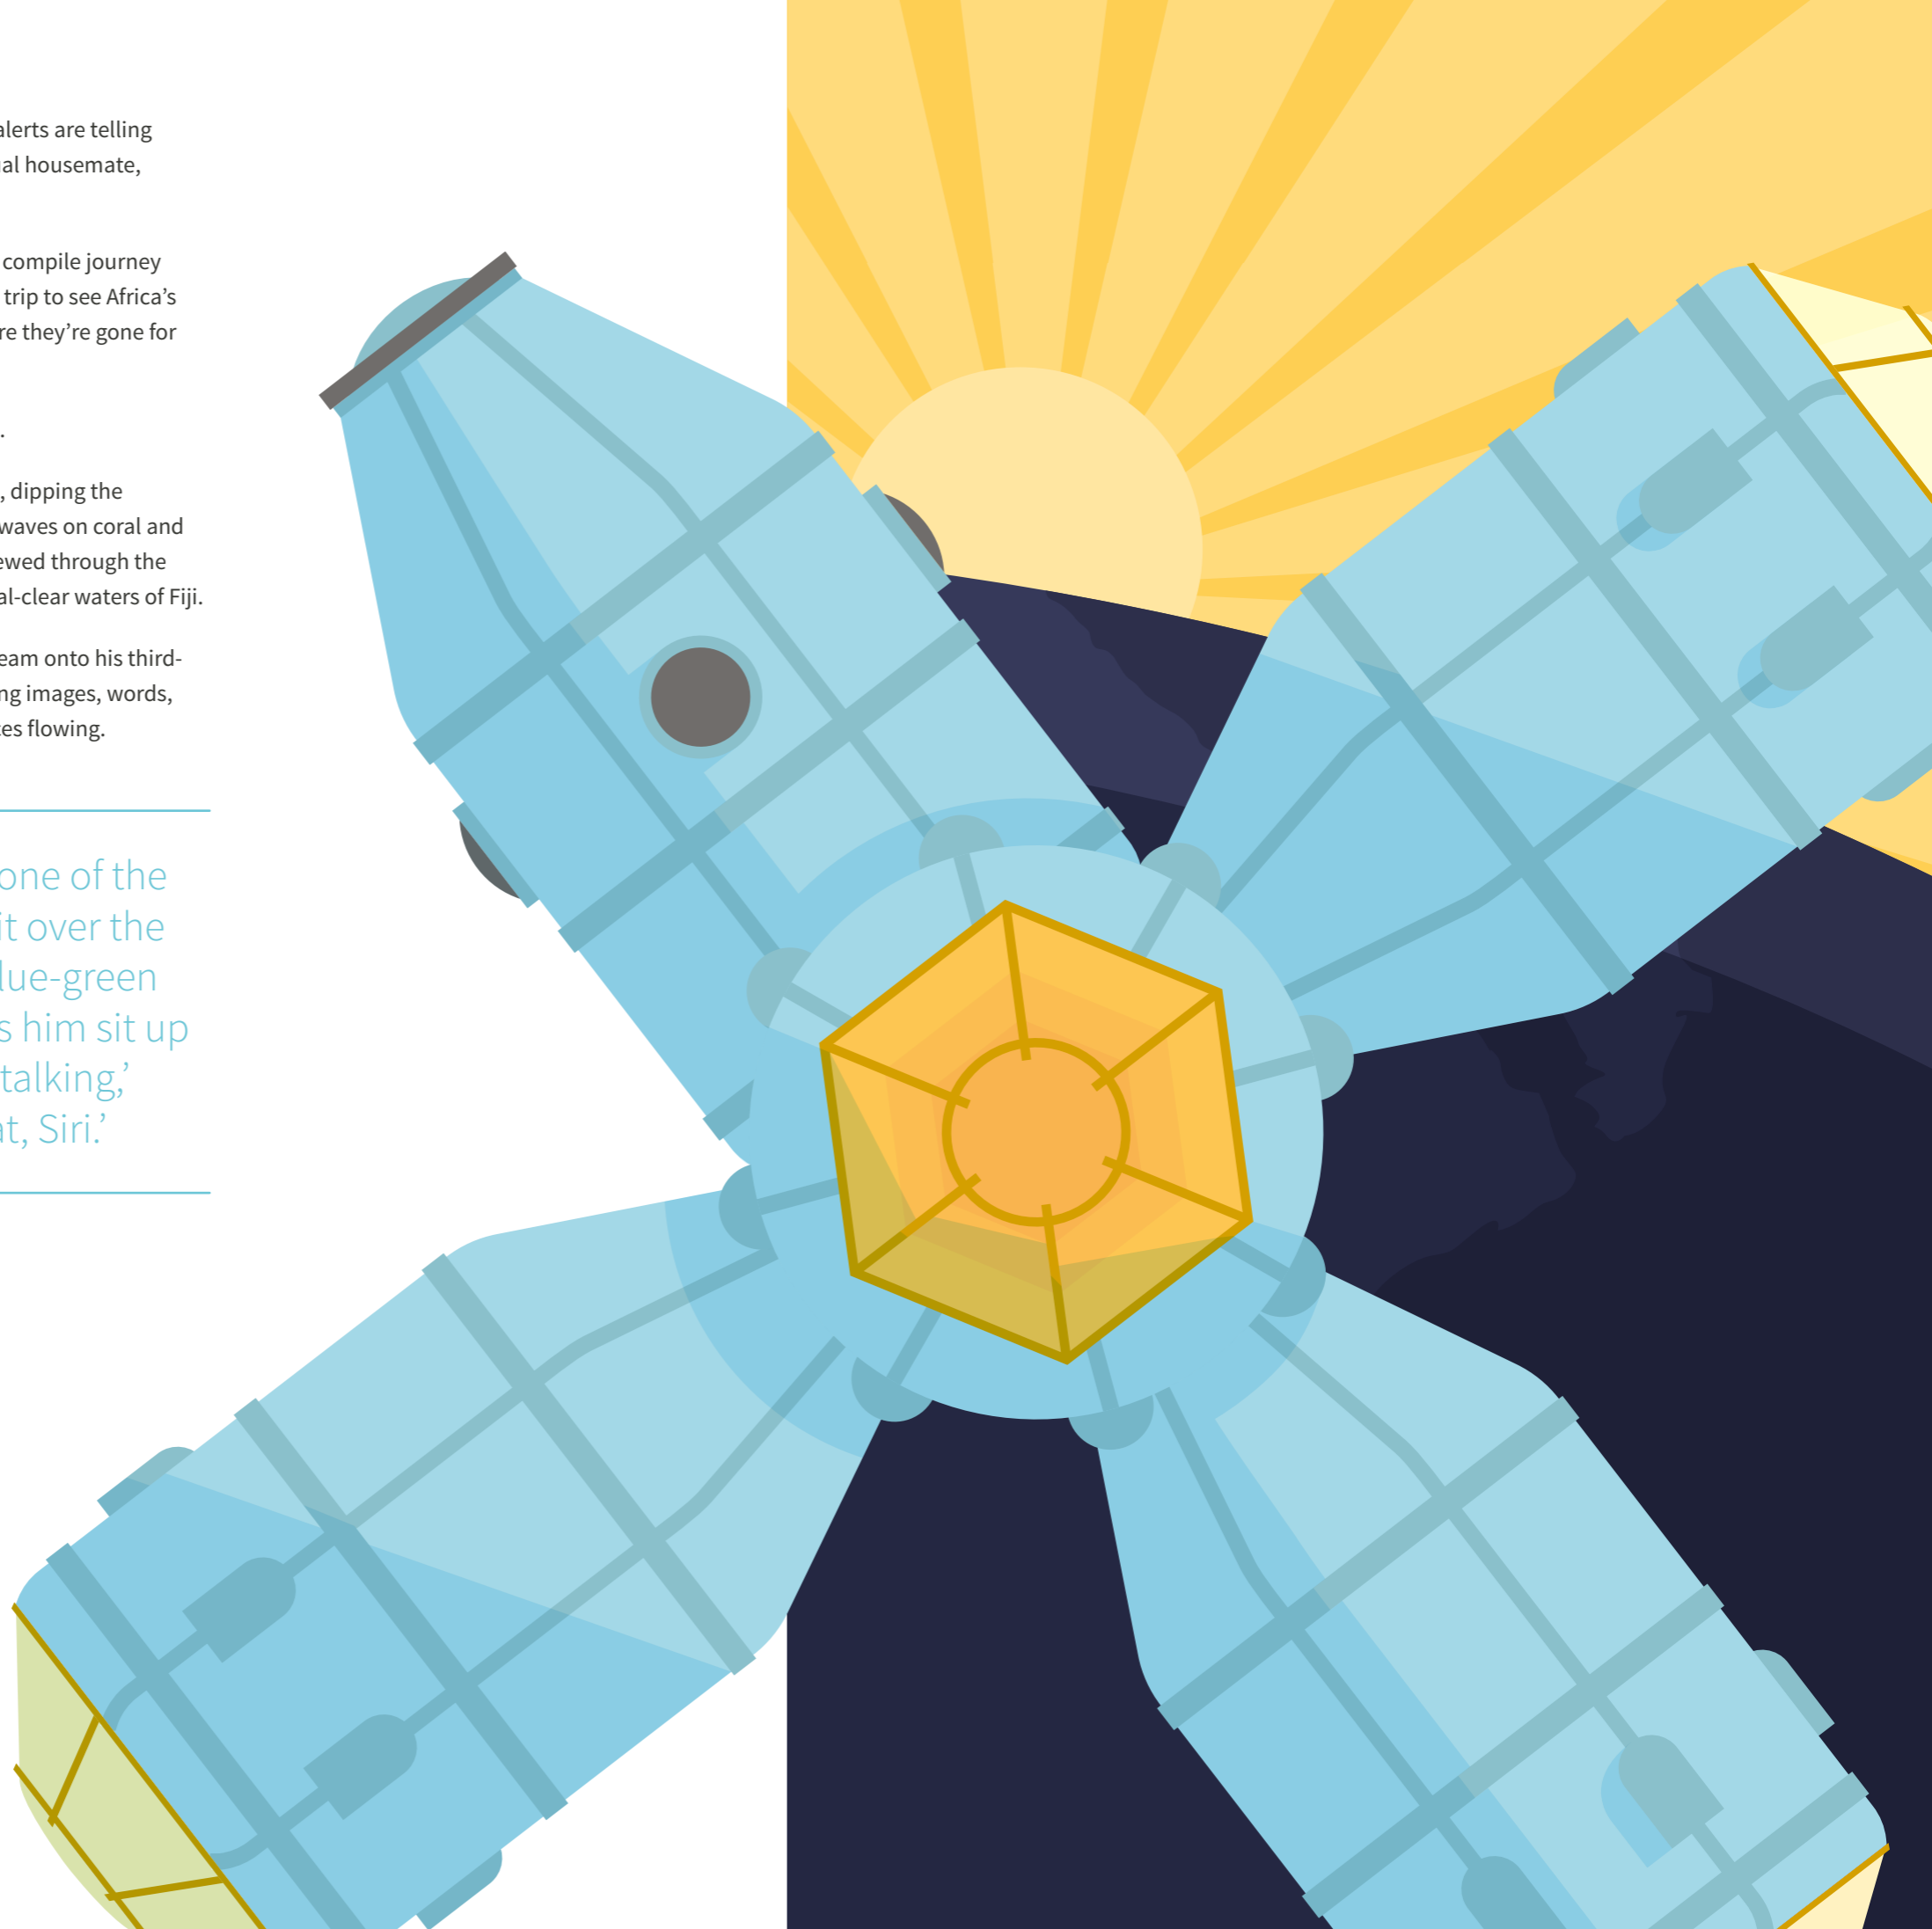 alerts are telling
al housemate,
compile journey
trip to see Africa’s
re they’re gone for
.
, dipping the
waves on coral and
ewed through the
al-clear waters of Fiji.
eam onto his third-
ng images, words,
ces flowing.
one of the
it over the
lue-green
s him sit up
talking,’
at, Siri.’